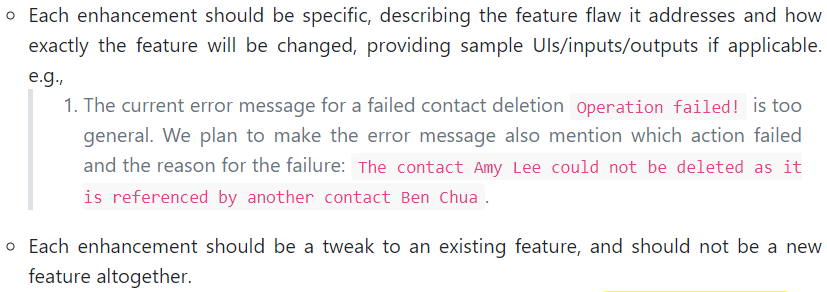 Each enhancement should be specific, describing the feature flaw it addresses and how
exactly the feature will be changed, providing sample UIs/inputs/outputs if applicable.
e.g.,
1. The current error message for a failed contact deletion Operation failed! is too
general. We plan to make the error message also mention which action failed
and the reason for the failure: The contact Amy Lee could not be deleted as it
is referenced by another contact Ben Chua.
Each enhancement should be a tweak to an existing feature, and should not be a new
feature altogether.